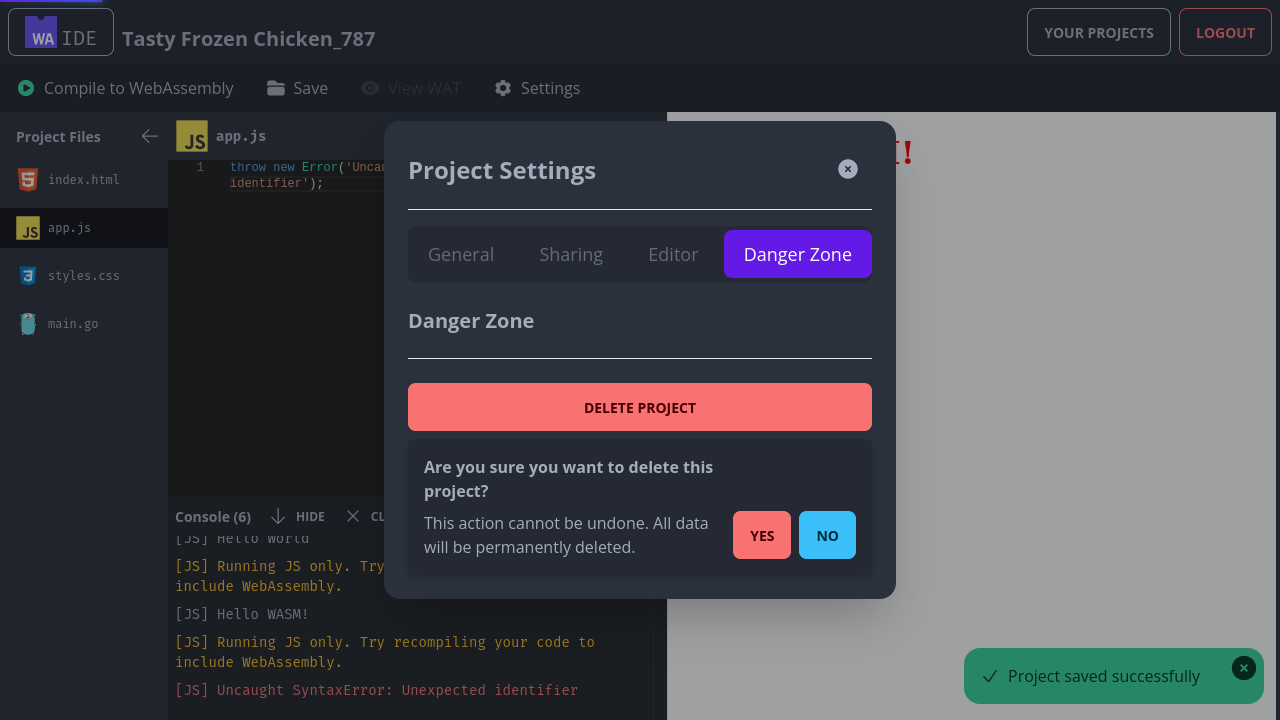 WA IDE
Tasty Frozen Chicken_787
YOUR PROJECTS
LOGOUT
Compile to WebAssembly
Save
View WAT
Settings
Project Files
index.html
JS app.js
styles.css
main.go
JS app.js
1 throw new Error('Uncau
identifier');
!
Project Settings
General
Sharing
Editor
Danger Zone
Danger Zone
DELETE PROJECT
Are you sure you want to delete this
project?
This action cannot be undone. All data
will be permanently deleted.
YES
NO
Console (6)
HIDE
CL
[JS] Hello World
[JS] Running JS only. Try
include WebAssembly.
[JS] Hello WASM!
[JS] Running JS only. Try recompiling your code to
include WebAssembly.
[JS] Uncaught SyntaxError: Unexpected identifier
Project saved successfully